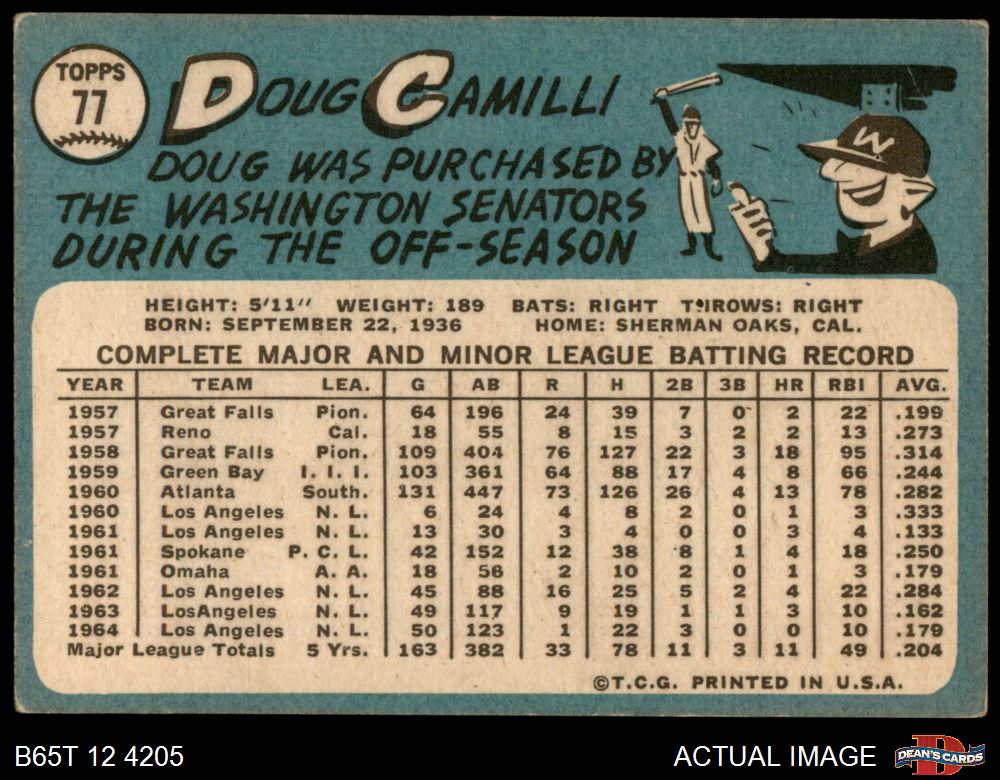 TOPPS
77
DOUG CAMILLI
DOUG WAS PURCHASED BY
THE WASHINGTON SENATORS
DURING THE OFF-SEASON
W
HEIGHT: 5'11" WEIGHT: 189 BATS: RIGHT THROWS: RIGHT
BORN: SEPTEMBER 22, 1936 HOME: SHERMAN OAKS, CAL.
COMPLETE MAJOR AND MINOR LEAGUE BATTING RECORD
YEAR TEAM LEA. G AB R H 2B 3B HR RBI AVG.
1957 Great Falls Pion. 64 196 24 39 7 0 2 22 .199
1957 Reno Cal. 18 55 8 15 3 2 2 13 .273
1958 Great Falls Pion. 109 404 76 127 22 3 18 95 .314
1959 Green Bay I. I. I. 103 361 64 88 17 4 8 66 .244
1960 Atlanta South. 131 447 73 126 26 4 13 78 .282
1960 Los Angeles N. L. 6 24 4 8 2 0 1 3 .333
1961 Los Angeles N. L. 13 30 3 4 0 0 3 4 .133
1961 Spokane P. C. L. 42 152 12 38 8 1 4 18 .250
1961 Omaha A. A. 18 56 2 10 2 0 1 3 .179
1962 Los Angeles N. L. 45 88 16 25 5 2 4 22 .284
1963 LosAngeles N. L. 49 117 9 19 1 1 3 10 .162
1964 Los Angeles N. L. 50 123 1 22 3 0 0 10 .179
Major League Totals 5 Yrs. 163 382 33 78 11 3 11 49 .204
©T.C.G. PRINTED IN U.S.A.
B65T 12 4205 ACTUAL IMAGE DEAN'S CARDS